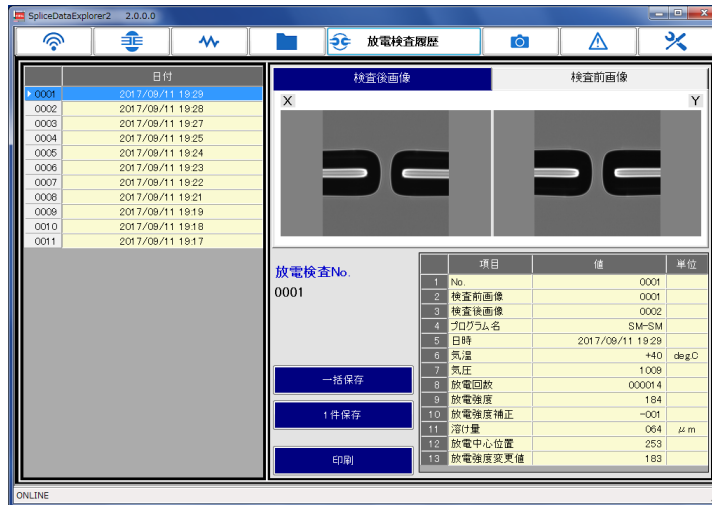 SpliceDataExplorer2 2.0.0.0
放電検査履歴
日付
0001 2017/09/11 19:29
0002 2017/09/11 19:28
0003 2017/09/11 19:27
0004 2017/09/11 19:25
0005 2017/09/11 19:24
0006 2017/09/11 19:23
0007 2017/09/11 19:22
0008 2017/09/11 19:21
0009 2017/09/11 19:19
0010 2017/09/11 19:18
0011 2017/09/11 19:17
検査後画像 検査前画像
X Y
放電検査No.
0001
一括保存
1件保存
印刷
項目 値 単位
1 No. 0001
2 検査前画像 0001
3 検査後画像 0002
4 プログラム名 SM-SM
5 日時 2017/09/11 19:29
6 気温 +40 deg.C
7 気圧 1009
8 放電回数 000014
9 放電強度 184
10 放電強度補正 -001
11 溶け量 064 μm
12 放電中心位置 253
13 放電強度変更値 183
ONLINE